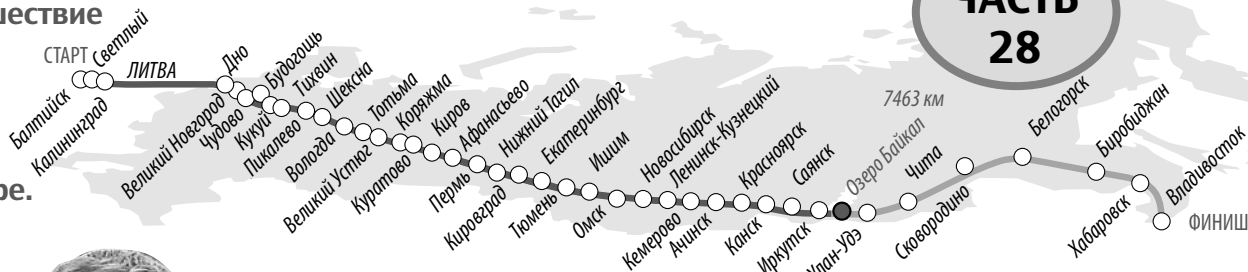 шествие
ЧАСТЬ
28
СТАРТ
Светлый
ЛИТВА
Балтийск
Калининград
Дно
Великий Новгород
Чудово
Будогощь
Кукуй
Тихвин
Пикалево
Шексна
Вологда
Тотьма
Великий Устюг
Коряжма
Куратово
Киров
Афанасьево
Пермь
Нижний Тагил
Кировград
Екатеринбург
Тюмень
Ишим
Омск
Новосибирск
Кемерово
Ленинск-Кузнецкий
Ачинск
Красноярск
Канск
Саянск
Иркутск
7463 км
Озеро Байкал
Улан-Удэ
Чита
Сковородино
Белогорск
Биробиджан
Хабаровск
Владивосток
ФИНИШ
ре.